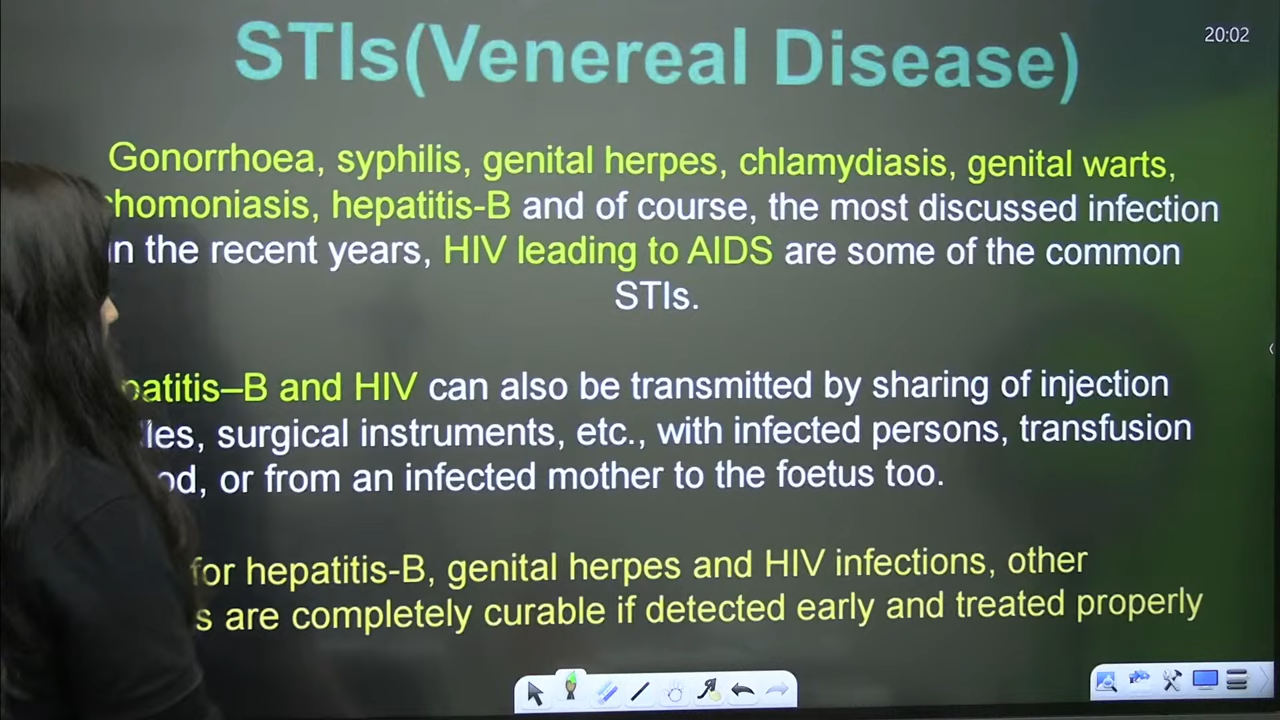 STIs(Venereal Disease)
20:02
Gonorrhoea, syphilis, genital herpes, chlamydiasis, genital warts,
homoniasis, hepatitis-B and of course, the most discussed infection
in the recent years, HIV leading to AIDS are some of the common
STIs.
patitis–B and HIV can also be transmitted by sharing of injection
les, surgical instruments, etc., with infected persons, transfusion
od, or from an infected mother to the foetus too.
for hepatitis-B, genital herpes and HIV infections, other
s are completely curable if detected early and treated properly